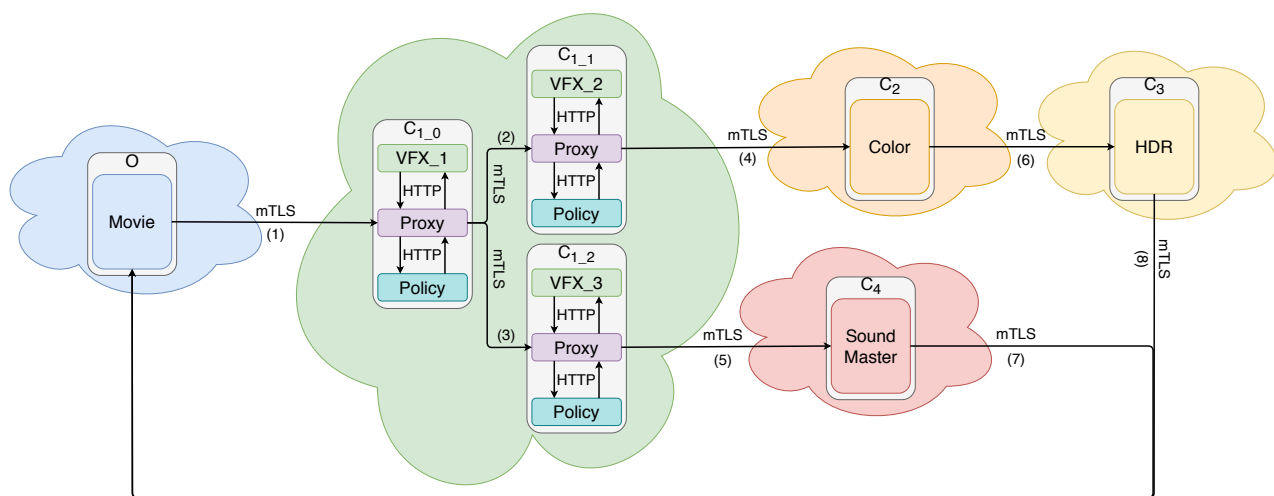 O
Movie
mTLS
(1)
C1_0
VFX_1
HTTP
Proxy
HTTP
Policy
(2)
mTLS
mTLS
(3)
C1_1
VFX_2
HTTP
Proxy
HTTP
Policy
C1_2
VFX_3
HTTP
Proxy
HTTP
Policy
mTLS
(4)
C2
Color
mTLS
(6)
C3
HDR
mTLS
(8)
mTLS
(5)
C4
Sound
Master
mTLS
(7)